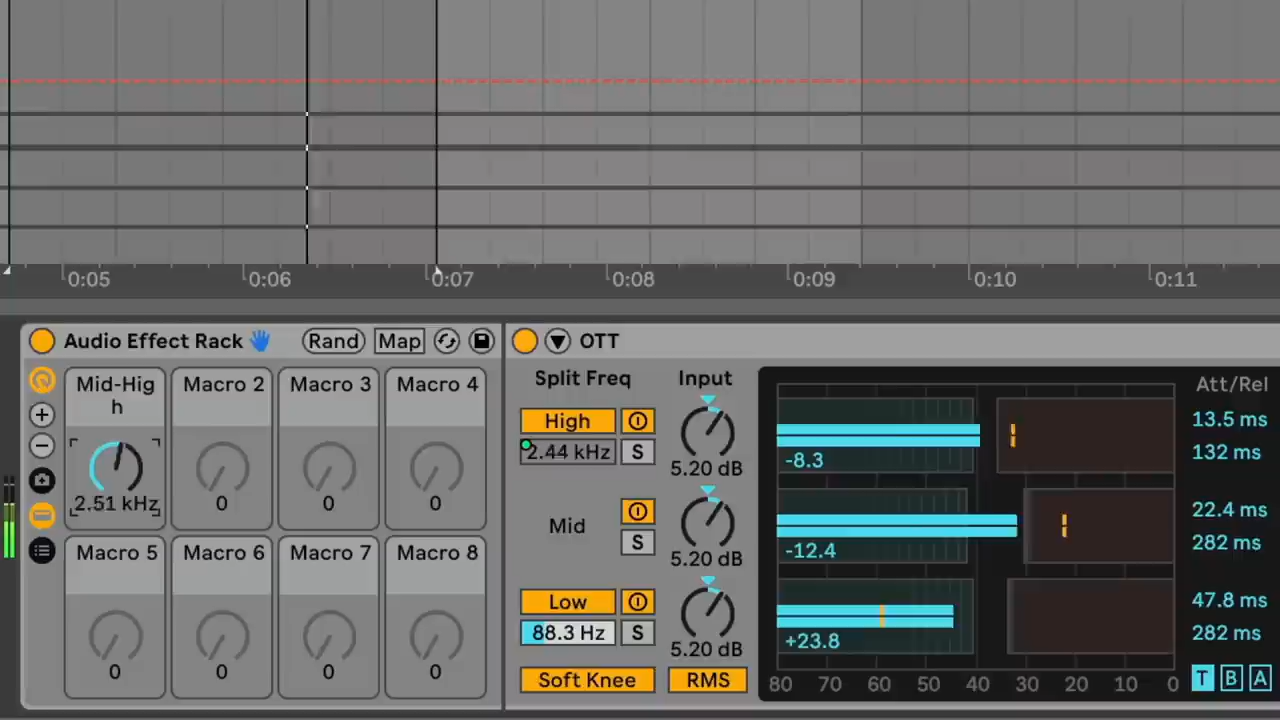 0:05 0:06 0:07 0:08 0:09 0:10 0:11
Audio Effect Rack Rand Map
Mid-Hig
h
2.51 kHz
Macro 2
0
Macro 3
0
Macro 4
0
Macro 5
0
Macro 6
0
Macro 7
0
Macro 8
0
OTT
Split Freq Input
High
2.44 kHz S
5.20 dB
Mid
S
5.20 dB
Low
88.3 Hz S
5.20 dB
Soft Knee RMS
-8.3
-12.4
+23.8
80 70 60 50 40 30 20 10 0
Att/Rel
13.5 ms
132 ms
22.4 ms
282 ms
47.8 ms
282 ms
T B A